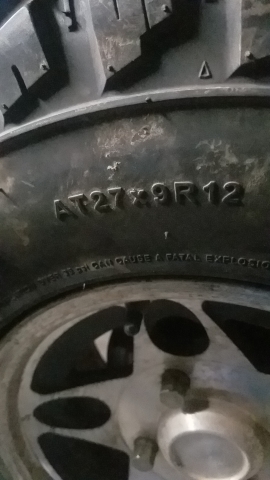 AT27x9R12
CAN CAUSE A FATAL EXPLOSIO